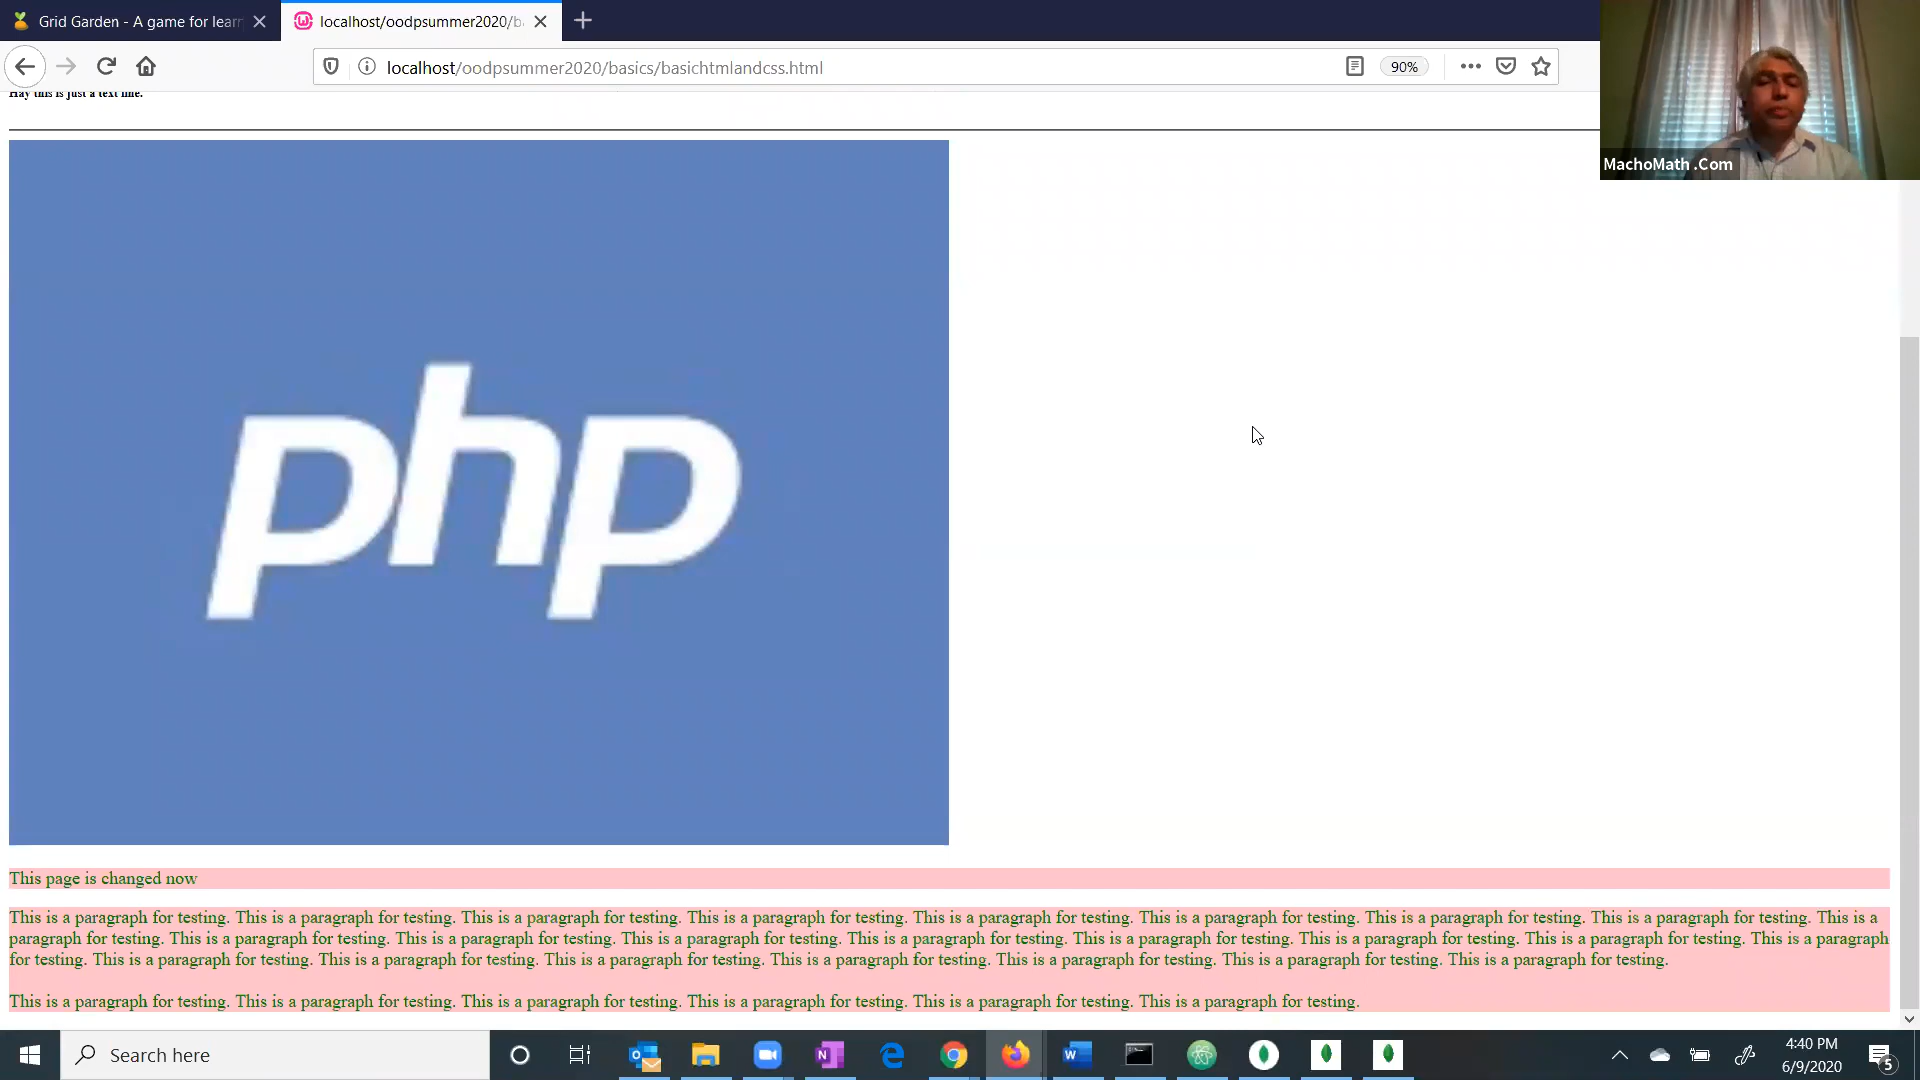 Grid Garden - A game for lear
localhost/oodpsummer2020/b
localhost/oodpsummer2020/basics/basichtmlandcss.html
90%
MachoMath .Com
Hay this is just a text line.
php
This page is changed now
This is a paragraph for testing. This is a paragraph for testing. This is a paragraph for testing. This is a paragraph for testing. This is a paragraph for testing. This is a paragraph for testing. This is a paragraph for testing. This is a paragraph for testing. This is a
paragraph for testing. This is a paragraph for testing. This is a paragraph for testing. This is a paragraph for testing. This is a paragraph for testing. This is a paragraph for testing. This is a paragraph for testing. This is a paragraph for testing. This is a paragraph
for testing. This is a paragraph for testing. This is a paragraph for testing. This is a paragraph for testing. This is a paragraph for testing. This is a paragraph for testing. This is a paragraph for testing. This is a paragraph for testing.
This is a paragraph for testing. This is a paragraph for testing. This is a paragraph for testing. This is a paragraph for testing. This is a paragraph for testing. This is a paragraph for testing.
Search here
4:40 PM
6/9/2020
5